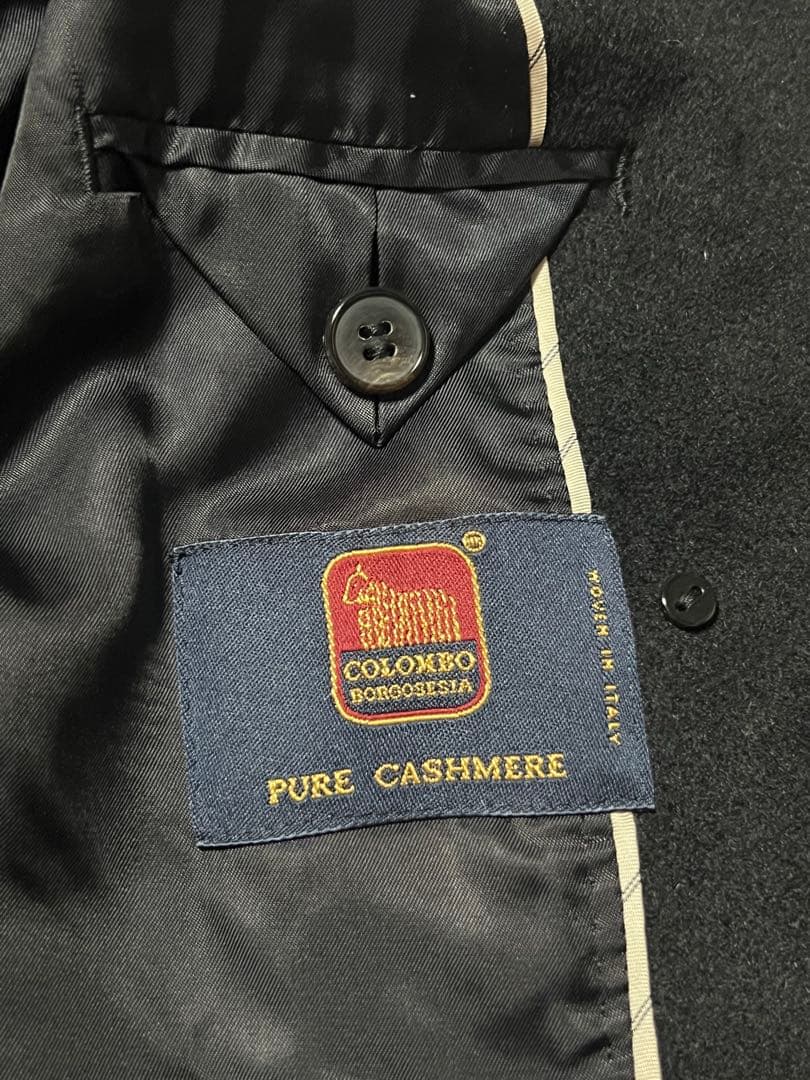 COLOMBO
BORGOSESIA
PURE CASHMERE
WOVEN IN ITALY